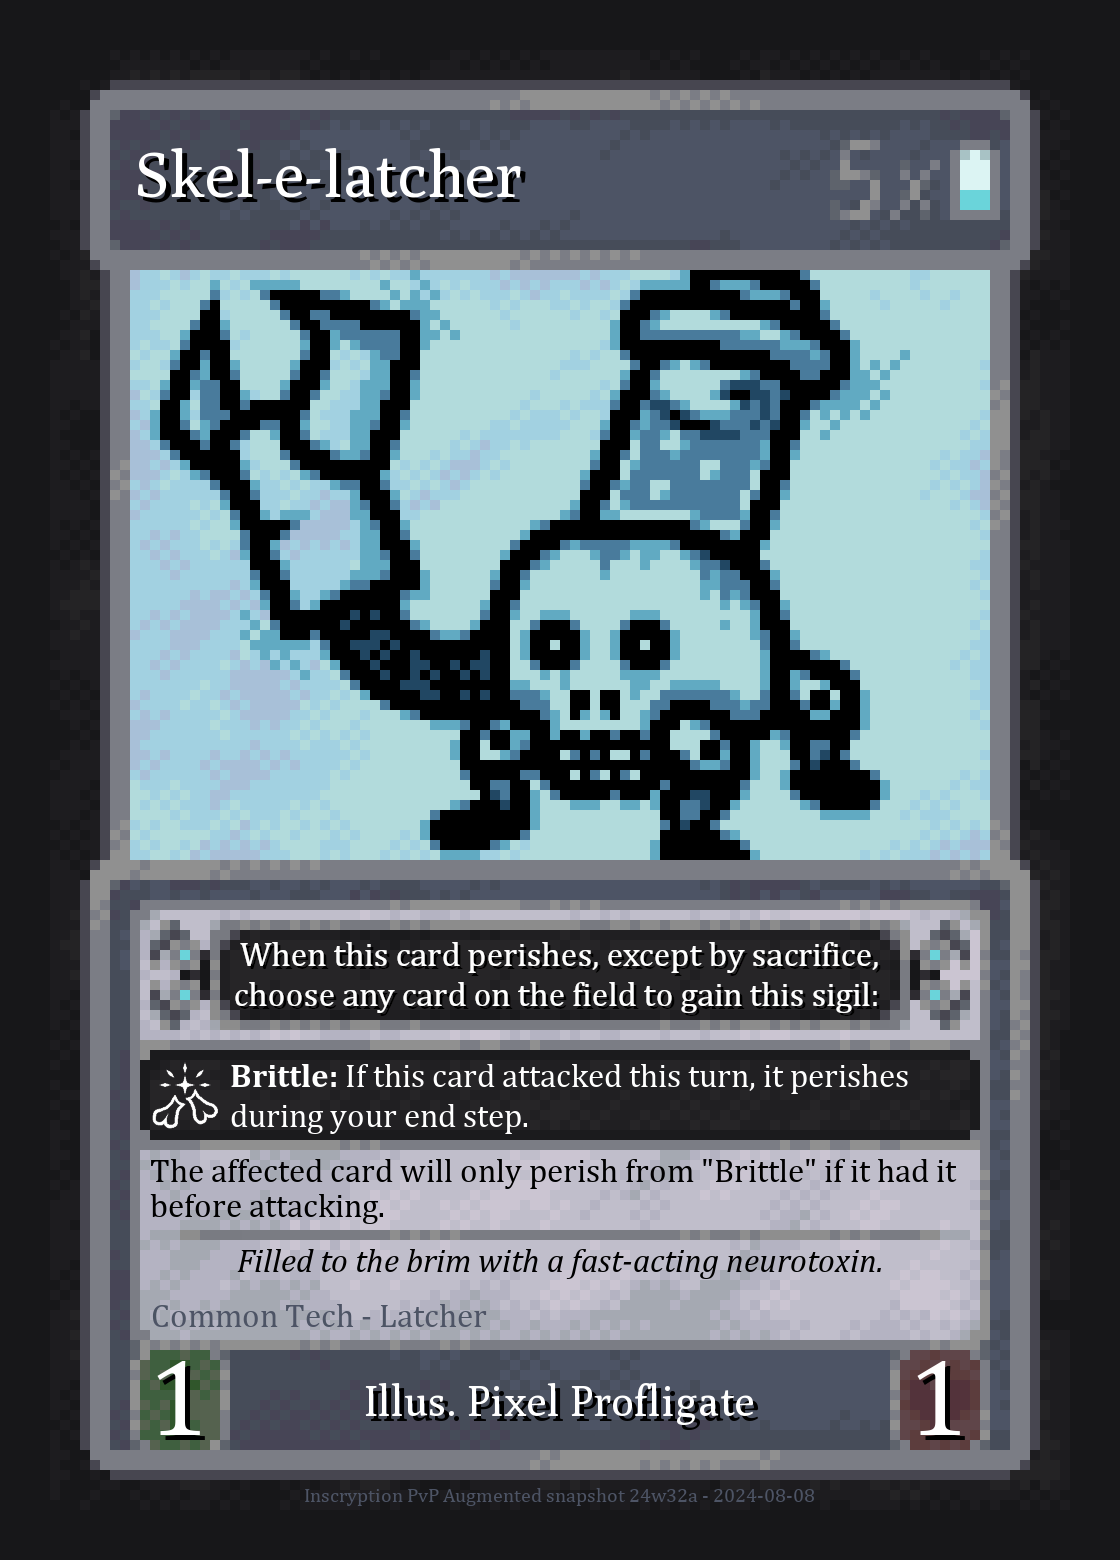 Skel-e-latcher
5x
When this card perishes, except by sacrifice,
choose any card on the field to gain this sigil:
Brittle: If this card attacked this turn, it perishes
during your end step.
The affected card will only perish from "Brittle" if it had it
before attacking.
Filled to the brim with a fast-acting neurotoxin.
Common Tech - Latcher
1
Illus. Pixel Profligate
1
Inscryption PvP Augmented snapshot 24w32a - 2024-08-08